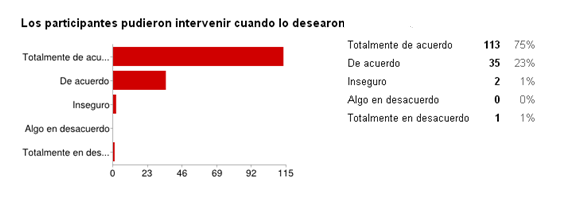 Los participantes pudieron intervenir cuando lo desearon
Totalmente de acu...
De acuerdo
Inseguro
Algo en desacuerdo
Totalmente en des...
0 23 46 69 92 115
Totalmente de acuerdo 113 75%
De acuerdo 35 23%
Inseguro 2 1%
Algo en desacuerdo 0 0%
Totalmente en desacuerdo 1 1%